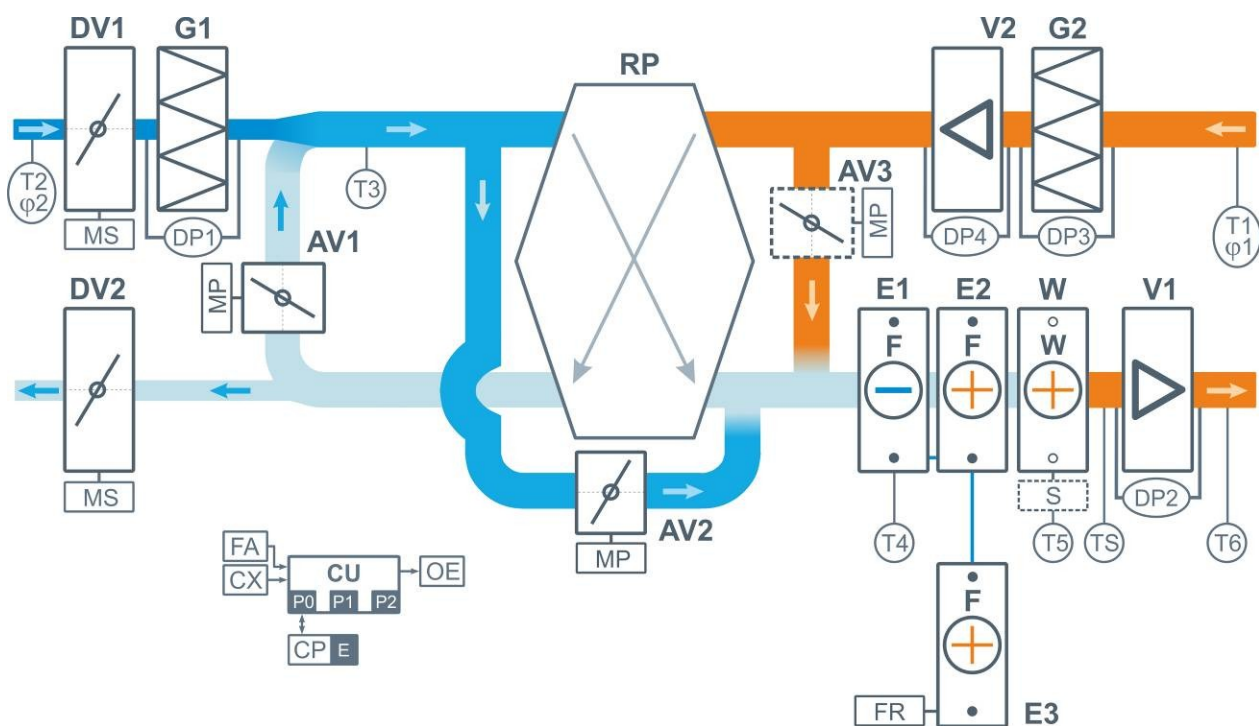 DV1
G1
RP
V2
G2
T2
φ2
MS
DP1
T3
AV1
MP
AV3
MP
DP4
DP3
T1
φ1
DV2
MS
E1
E2
W
V1
F
F
W
AV2
MP
T4
S
T5
TS
DP2
T6
FA
CX
CU
P0
P1
P2
OE
CP
E
F
FR
E3